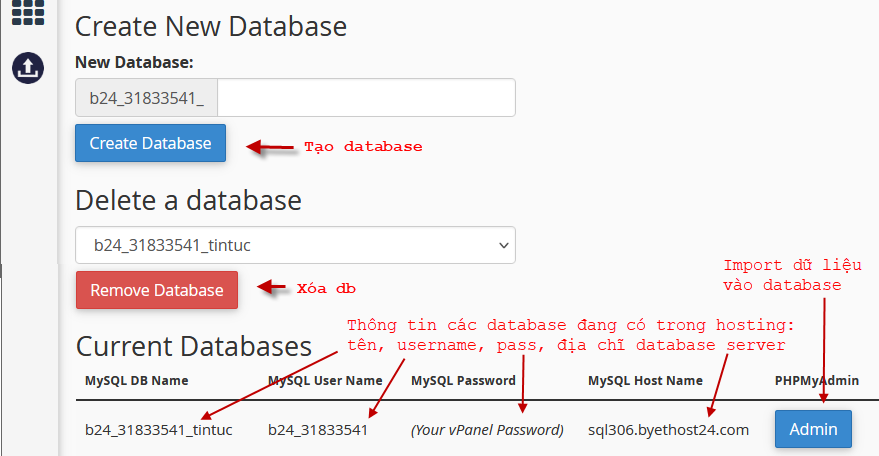 Create New Database
New Database:
b24_31833541_
Create Database
Tạo database
Delete a database
b24_31833541_tintuc
Remove Database
Xóa db
Import dữ liệu
vào database
Thông tin các database đang có trong hosting:
tên, username, pass, địa chĩ database server
Current Databases
MySQL DB Name MySQL User Name MySQL Password MySQL Host Name PHPMyAdmin
b24_31833541_tintuc b24_31833541 (Your vPanel Password) sql306.byethost24.com Admin